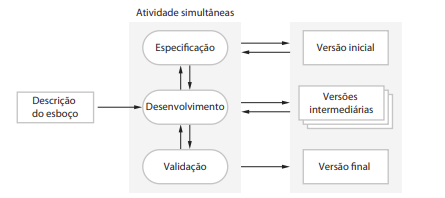 Atividade simultâneas
Especificação
Versão inicial
Descrição
do esboço
Desenvolvimento
Versões
intermediárias
Validação
Versão final